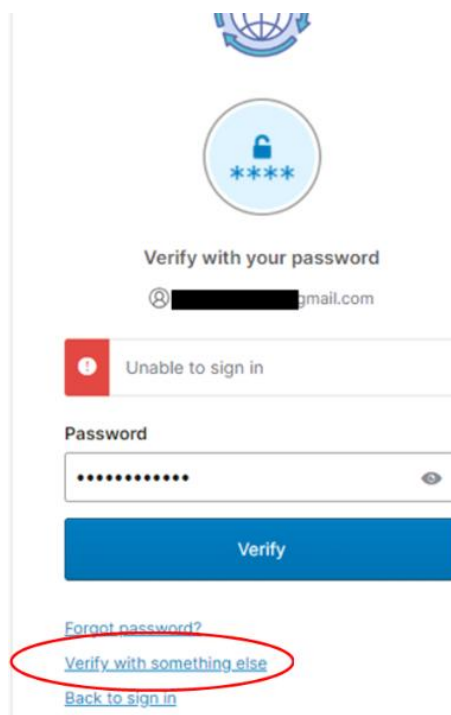 ****
Verify with your password
gmail.com
Unable to sign in
Password
Verify
Forgot password?
Verify with something else
Back to sign in